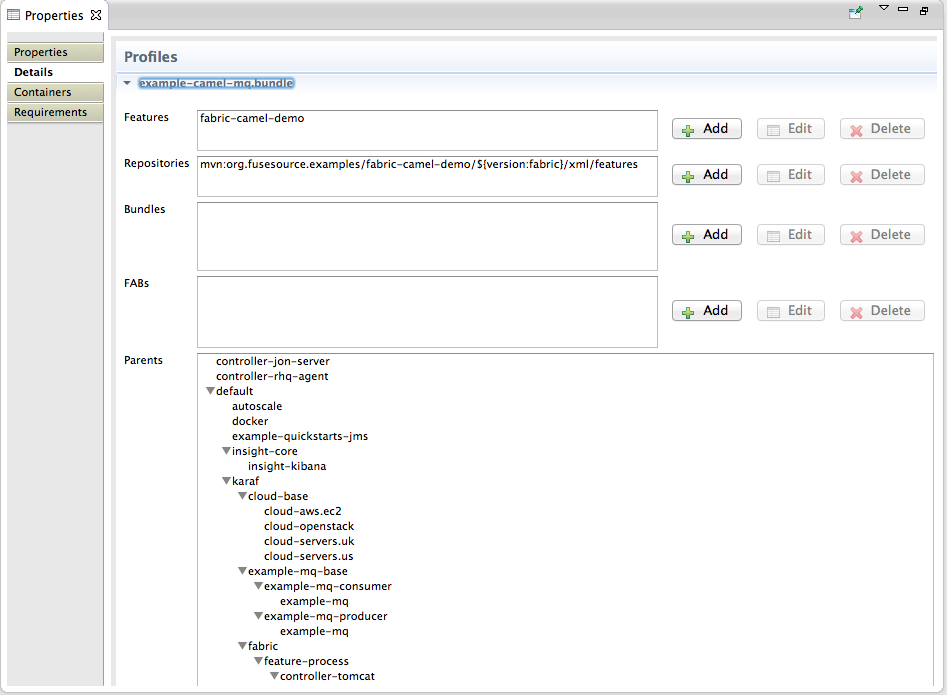 Properties
Properties
Details
Containers
Requirements
Profiles
example-camel-mq.bundle
Features
fabric-camel-demo
Add Edit Delete
Repositories
mvn:org.fusesource.examples/fabric-camel-demo/${version:fabric}/xml/features
Add Edit Delete
Bundles
Add Edit Delete
FABs
Add Edit Delete
Parents
controller-jon-server
controller-rhq-agent
default
autoscale
docker
example-quickstarts-jms
insight-core
insight-kibana
karaf
cloud-base
cloud-aws.ec2
cloud-openstack
cloud-servers.uk
cloud-servers.us
example-mq-base
example-mq-consumer
example-mq
example-mq-producer
example-mq
fabric
feature-process
controller-tomcat